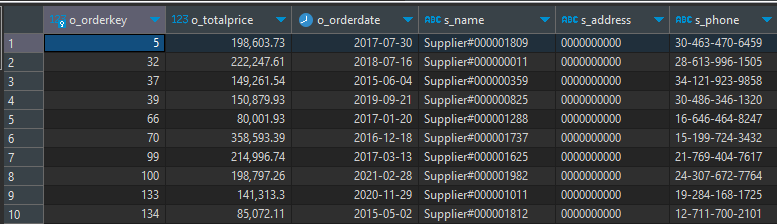 o_orderkey 123 o_totalprice o_orderdate ABC s_name ABC s_address ABC s_phone
1 5 198,603.73 2017-07-30 Supplier#000001809 0000000000 30-463-470-6459
2 32 222,247.61 2018-07-16 Supplier#000000011 0000000000 28-613-996-1505
3 37 149,261.54 2015-06-04 Supplier#000000359 0000000000 34-121-923-9858
4 39 150,879.93 2019-09-21 Supplier#000000825 0000000000 30-486-346-1320
5 66 80,001.93 2017-01-20 Supplier#000001288 0000000000 16-646-464-8247
6 70 358,593.39 2016-12-18 Supplier#000001737 0000000000 15-199-724-3432
7 99 214,996.74 2017-03-13 Supplier#000001625 0000000000 21-769-404-7617
8 100 198,797.26 2021-02-28 Supplier#000001982 0000000000 24-307-672-7764
9 133 141,313.3 2020-11-29 Supplier#000001011 0000000000 19-284-168-1725
10 134 85,072.11 2015-05-02 Supplier#000001812 0000000000 12-711-700-2101